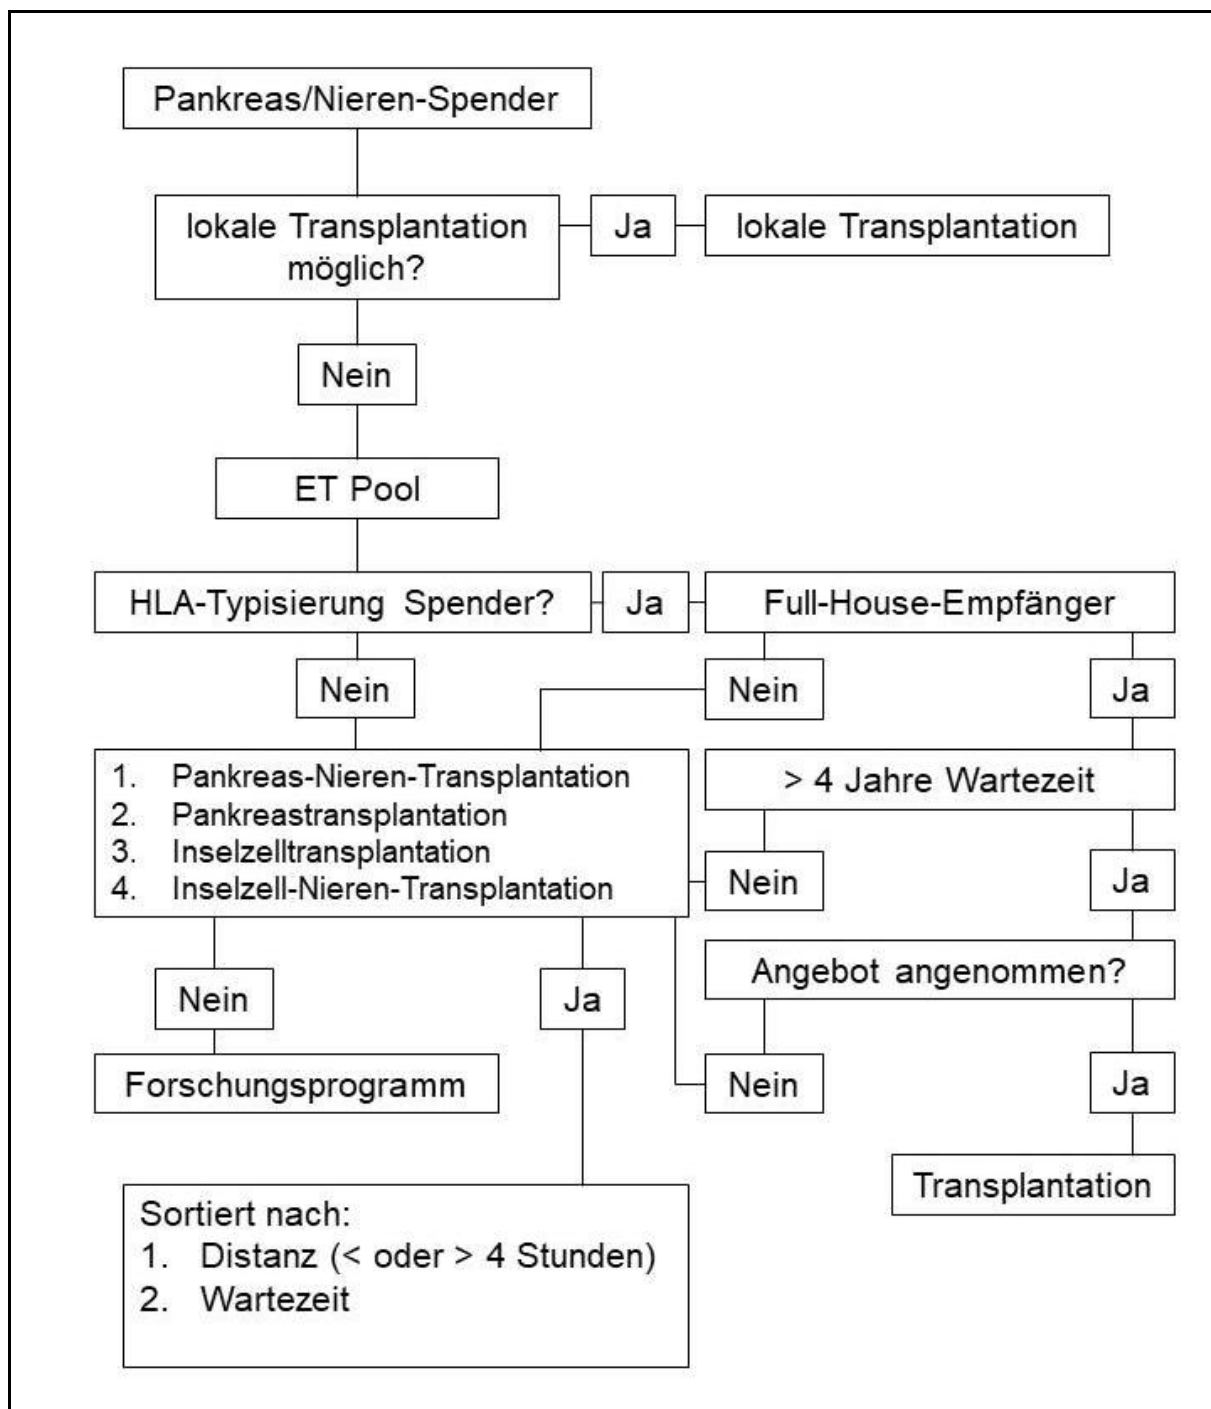 Pankreas/Nieren-Spender
lokale Transplantation
möglich?
Ja
lokale Transplantation
Nein
ET Pool
HLA-Typisierung Spender?
Ja
Full-House-Empfänger
Nein
Nein
Ja
1. Pankreas-Nieren-Transplantation
2. Pankreastransplantation
3. Inselzelltransplantation
4. Inselzell-Nieren-Transplantation
> 4 Jahre Wartezeit
Nein
Ja
Angebot angenommen?
Nein
Ja
Forschungsprogramm
Nein
Ja
Transplantation
Sortiert nach:
1. Distanz (< oder > 4 Stunden)
2. Wartezeit